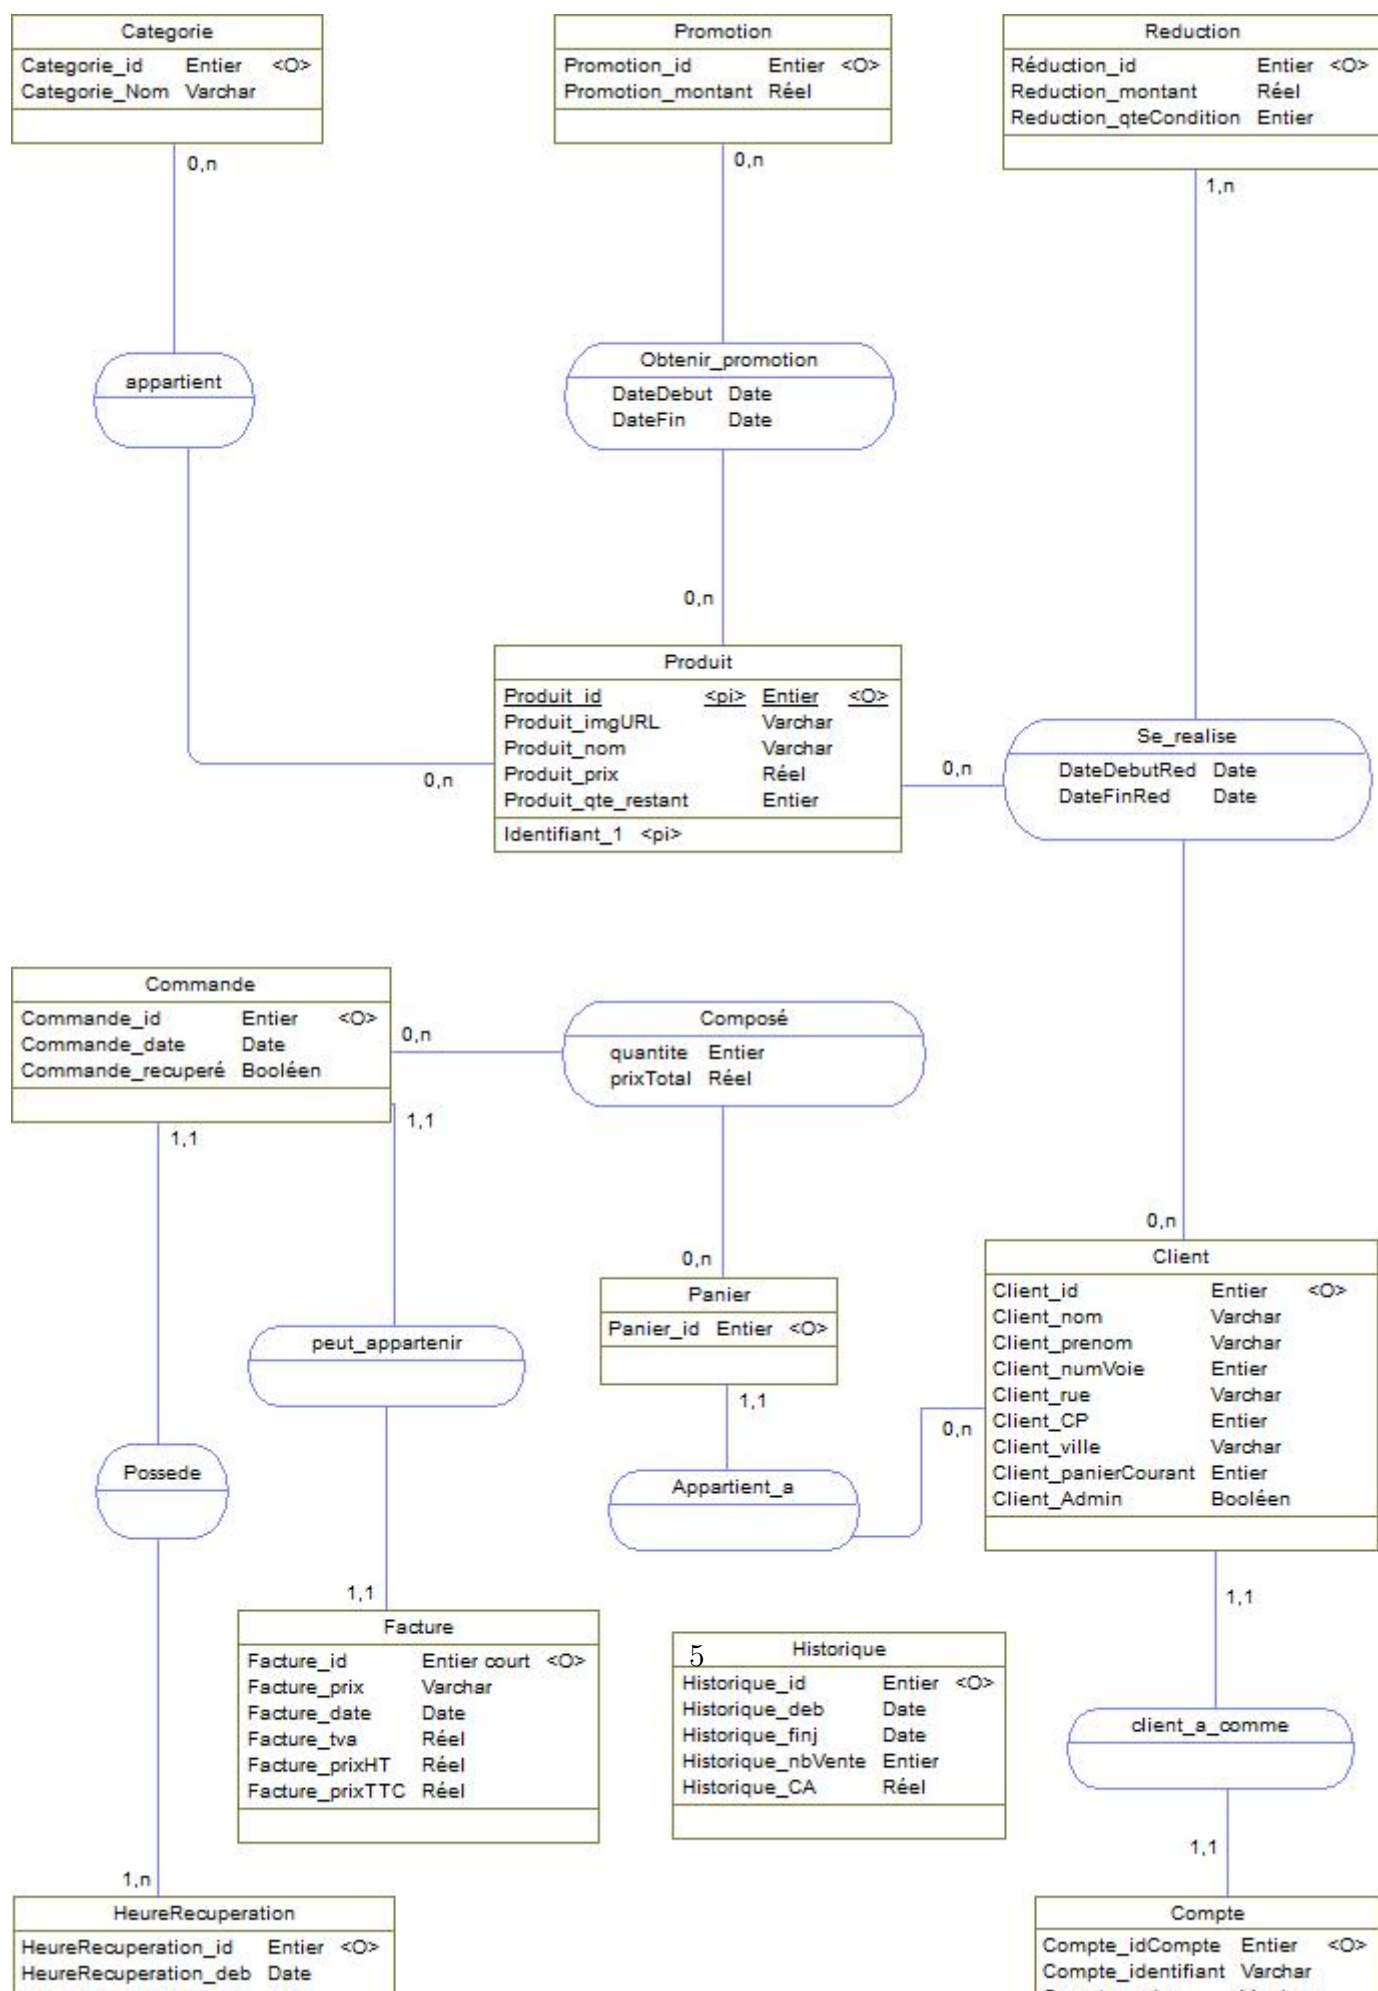 Categorie
Categorie_id Entier <O>
Categorie_Nom Varchar
0,n
Promotion
Promotion_id Entier <O>
Promotion_montant Réel
0,n
Reduction
Réduction_id Entier <O>
Reduction_montant Réel
Reduction_qteCondition Entier
1,n
appartient
Obtenir_promotion
DateDebut Date
DateFin Date
0,n
Produit
Produit_id <pi> Entier <O>
Produit_imgURL Varchar
Produit_nom Varchar
Produit_prix Réel
Produit_qte_restant Entier
Identifiant_1 <pi>
0,n
0,n
Se_realise
DateDebutRed Date
DateFinRed Date
Commande
Commande_id Entier <O>
Commande_date Date
Commande_recuperé Booléen
0,n
1,1
1,1
Composé
quantite Entier
prixTotal Réel
0,n
0,n
Panier
Panier_id Entier <O>
1,1
Client
Client_id Entier <O>
Client_nom Varchar
Client_prenom Varchar
Client_numVoie Entier
Client_rue Varchar
Client_CP Entier
Client_ville Varchar
Client_panierCourant Entier
Client_Admin Booléen
0,n
peut_appartenir
Possede
Appartient_a
1,1
1,1
Facture
Facture_id Entier court <O>
Facture_prix Varchar
Facture_date Date
Facture_tva Réel
Facture_prixHT Réel
Facture_prixTTC Réel
5
Historique
Historique_id Entier <O>
Historique_deb Date
Historique_finj Date
Historique_nbVente Entier
Historique_CA Réel
client_a_comme
1,1
1,n
HeureRecuperation
HeureRecuperation_id Entier <O>
HeureRecuperation_deb Date
Compte
Compte_idCompte Entier <O>
Compte_identifiant Varchar